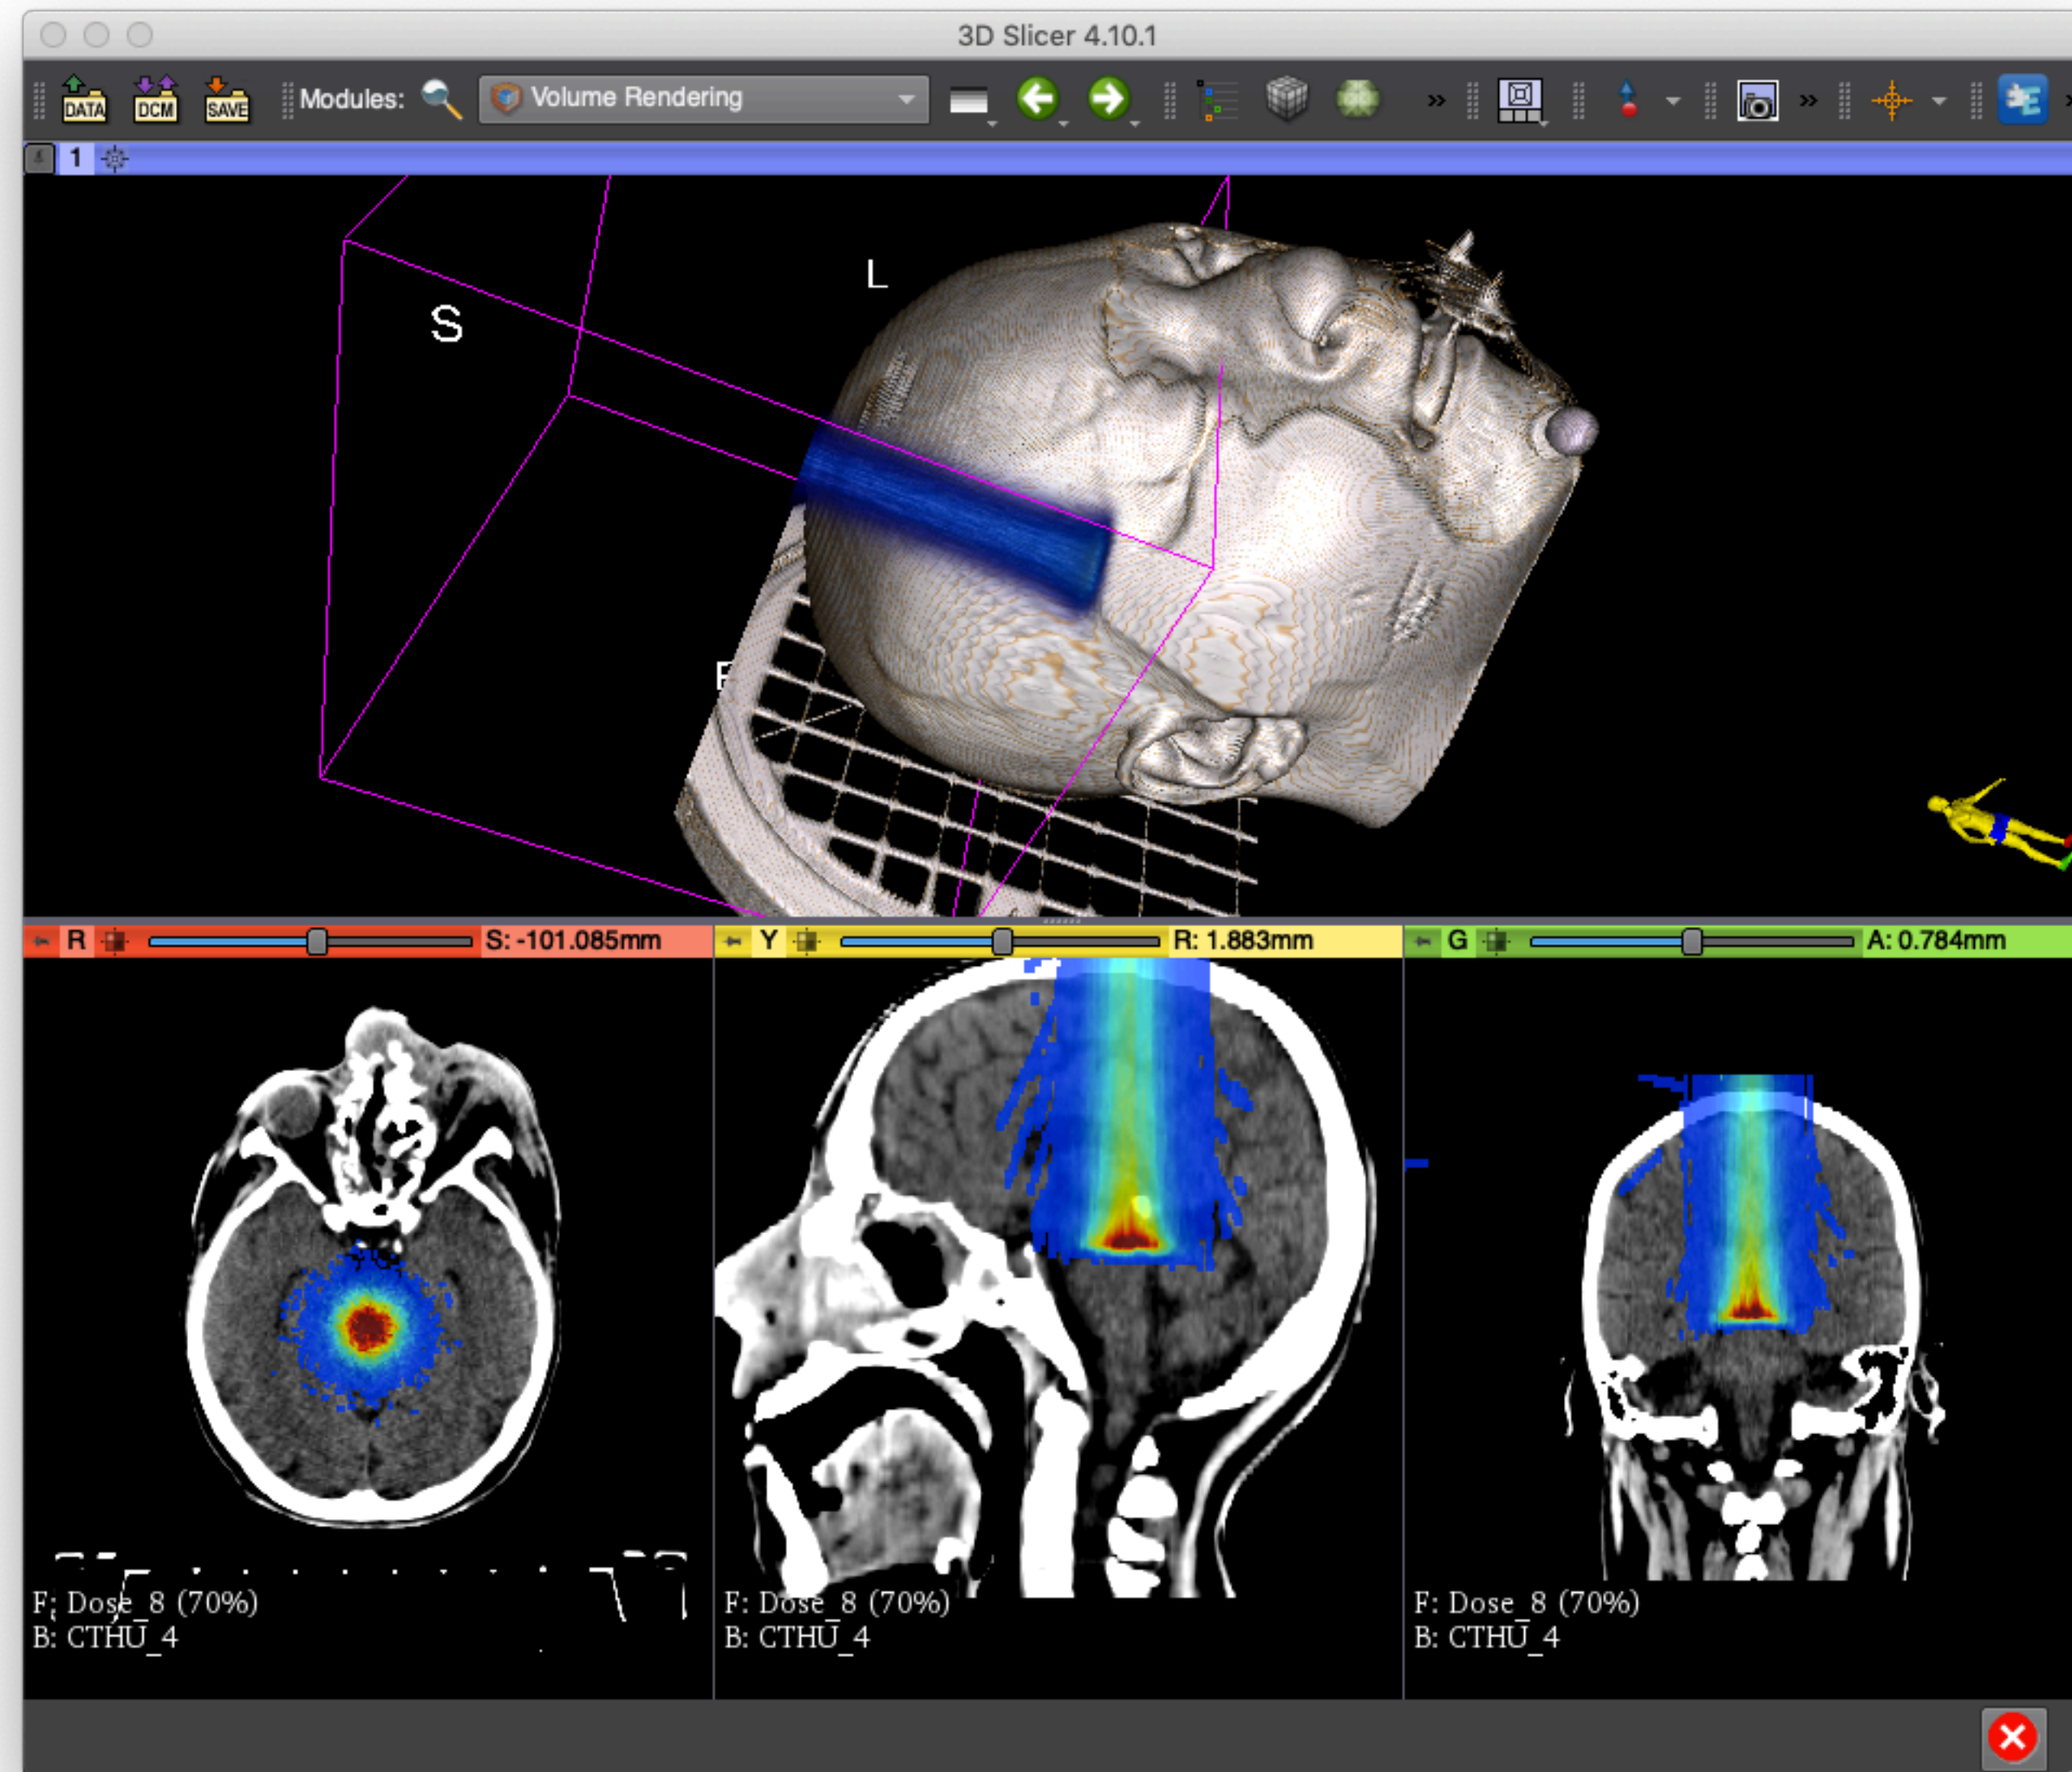 3D Slicer 4.10.1
DATA DCM SAVE Modules: Volume Rendering
1
L
S
R S: -101.085mm Y R: 1.883mm G A: 0.784mm
F: Dose_8 (70%) F: Dose_8 (70%) F: Dose_8 (70%)
B: CTHU_4 B: CTHU_4 B: CTHU_4